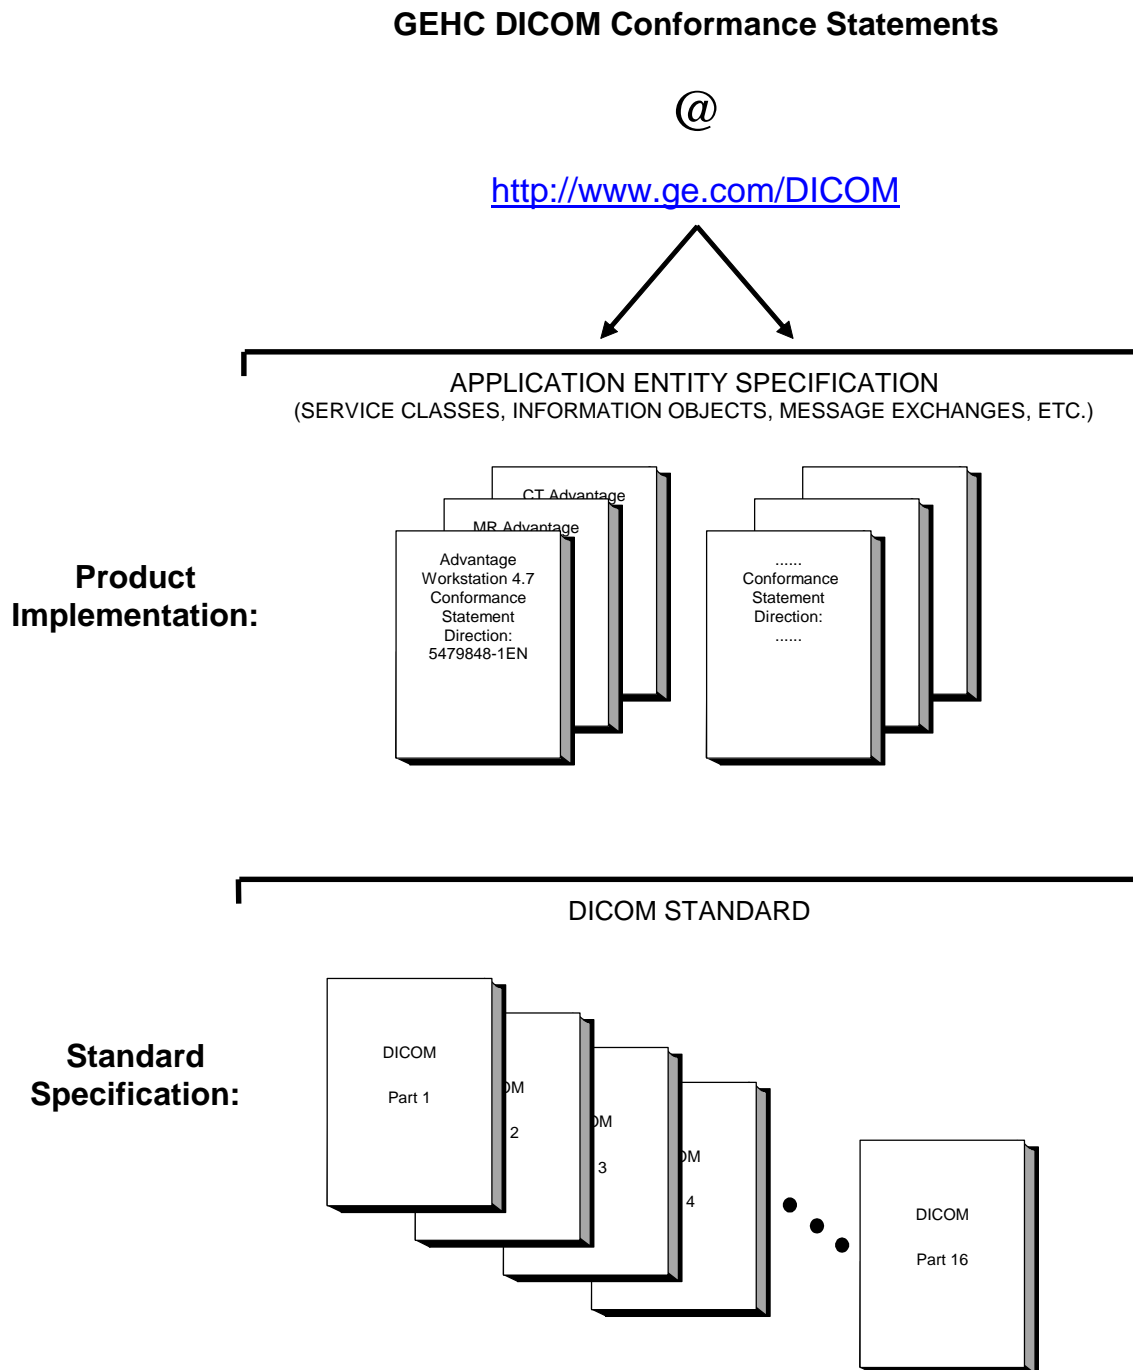 GEHC DICOM Conformance Statements
@
http://www.ge.com/DICOM
APPLICATION ENTITY SPECIFICATION
(SERVICE CLASSES, INFORMATION OBJECTS, MESSAGE EXCHANGES, ETC.)
Product
Implementation:
CT Advantage
MR Advantage
Advantage
Workstation 4.7
Conformance
Statement
Direction:
5479848-1EN
......
Conformance
Statement
Direction:
......
DICOM STANDARD
Standard
Specification:
DICOM
Part 1
OM
2
OM
3
OM
4
DICOM
Part 16